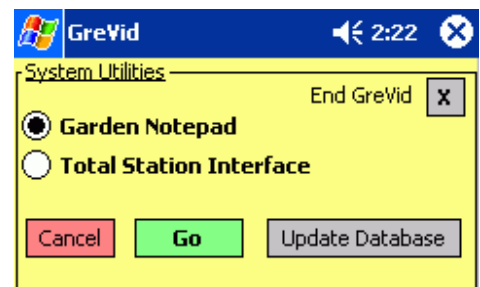 GreVid 2:22
System Utilities
End GreVid X
Garden Notepad
Total Station Interface
Cancel Go Update Database